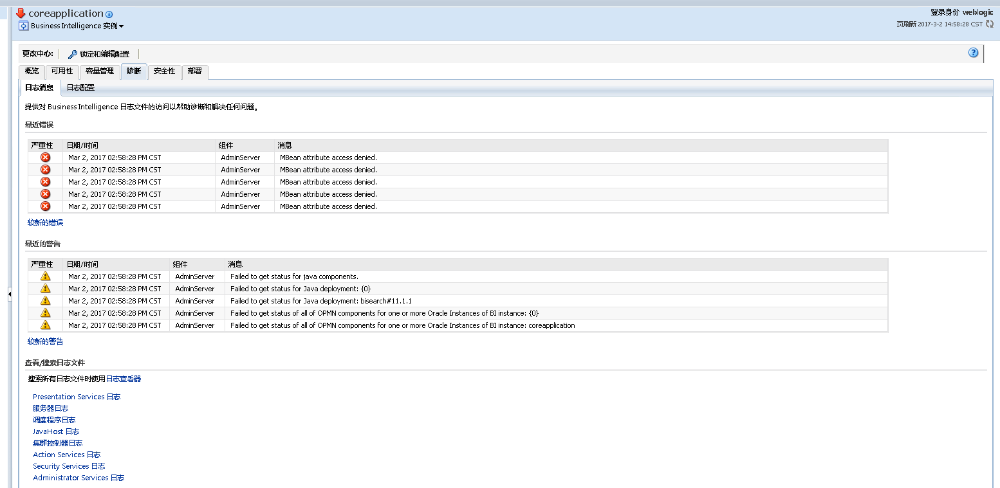 coreapplication
登录身份 weblogic
Business Intelligence 实例
页刷新 2017-3-2 14:58:28 CST
更改中心: 锁定和编辑配置
概览 可用性 容量管理 诊断 安全性 部署
日志消息 日志配置
提供对 Business Intelligence 日志文件的访问以帮助诊断和解决任何问题。
最近错误
严重性 日期/时间 组件 消息
Mar 2, 2017 02:58:28 PM CST AdminServer MBean attribute access denied.
Mar 2, 2017 02:58:28 PM CST AdminServer MBean attribute access denied.
Mar 2, 2017 02:58:28 PM CST AdminServer MBean attribute access denied.
Mar 2, 2017 02:58:28 PM CST AdminServer MBean attribute access denied.
Mar 2, 2017 02:58:28 PM CST AdminServer MBean attribute access denied.
较新的错误
最近的警告
严重性 日期/时间 组件 消息
Mar 2, 2017 02:58:28 PM CST AdminServer Failed to get status for java components.
Mar 2, 2017 02:58:28 PM CST AdminServer Failed to get status for Java deployment: {0}
Mar 2, 2017 02:58:28 PM CST AdminServer Failed to get status for Java deployment: bisearch#11.1.1
Mar 2, 2017 02:58:28 PM CST AdminServer Failed to get status of all of OPMN components for one or more Oracle Instances of BI instance: {0}
Mar 2, 2017 02:58:28 PM CST AdminServer Failed to get status of all of OPMN components for one or more Oracle Instances of BI instance: coreapplication
较新的警告
查看/搜索日志文件
搜索所有日志文件时使用日志查看器
Presentation Services 日志
服务器日志
调度程序日志
JavaHost 日志
集群控制器日志
Action Services 日志
Security Services 日志
Administrator Services 日志